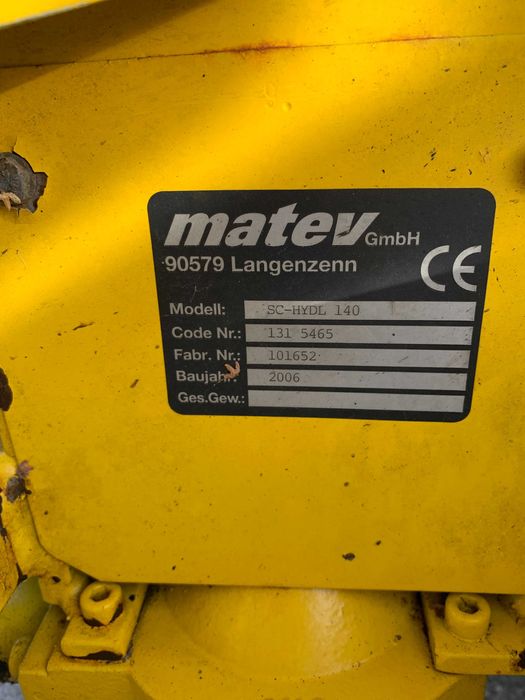 matev GmbH
90579 Langenzenn
CE
Modell: SC-HYDL 140
Code Nr.: 131 5465
Fabr. Nr.: 101652
Baujahr: 2006
Ges.Gew.: